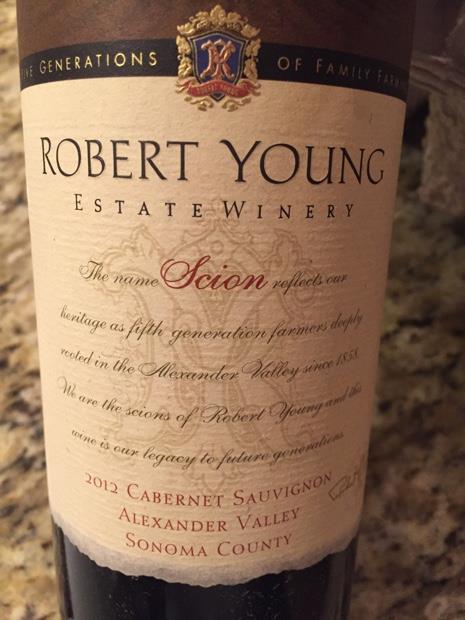 GENERATIONS OF FAMILY
ROBERT YOUNG
ESTATE WINERY
The name Scion reflects our
heritage as fifth generation farmers deeply
rooted in the Alexander Valley since 1858.
We are the scions of Robert Young and this
wine is our legacy to future generations.
2012 CABERNET SAUVIGNON
ALEXANDER VALLEY
SONOMA COUNTY